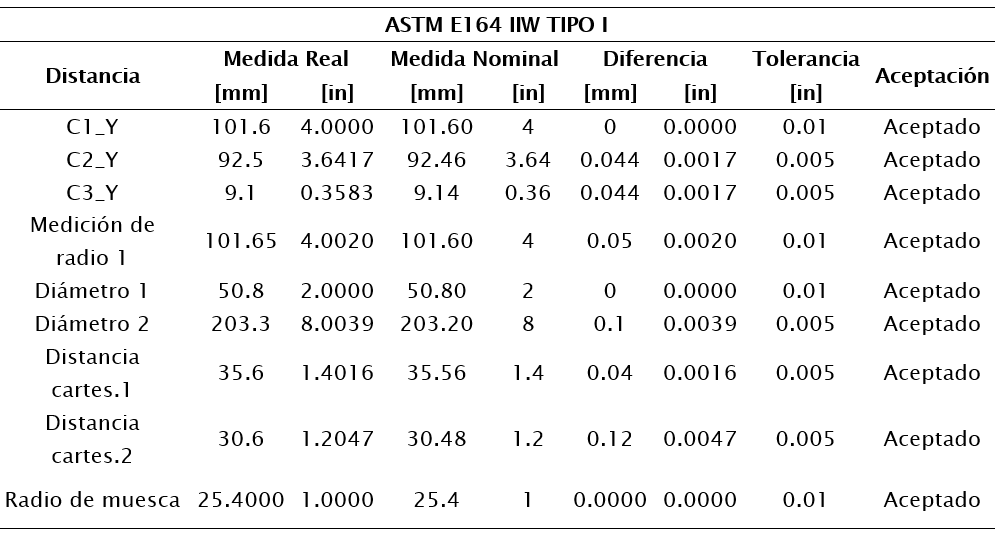 ASTM E164 IIW TIPO I
Distancia Medida Real Medida Nominal Diferencia Tolerancia Aceptación
[mm] [in] [mm] [in] [mm] [in] [in]
C1_Y 101.6 4.0000 101.60 4 0 0.0000 0.01 Aceptado
C2_Y 92.5 3.6417 92.46 3.64 0.044 0.0017 0.005 Aceptado
C3_Y 9.1 0.3583 9.14 0.36 0.044 0.0017 0.005 Aceptado
Medición de
radio 1 101.65 4.0020 101.60 4 0.05 0.0020 0.01 Aceptado
Diámetro 1 50.8 2.0000 50.80 2 0 0.0000 0.01 Aceptado
Diámetro 2 203.3 8.0039 203.20 8 0.1 0.0039 0.005 Aceptado
Distancia
cartes.1 35.6 1.4016 35.56 1.4 0.04 0.0016 0.005 Aceptado
Distancia
cartes.2 30.6 1.2047 30.48 1.2 0.12 0.0047 0.005 Aceptado
Radio de muesca 25.4000 1.0000 25.4 1 0.0000 0.0000 0.01 Aceptado